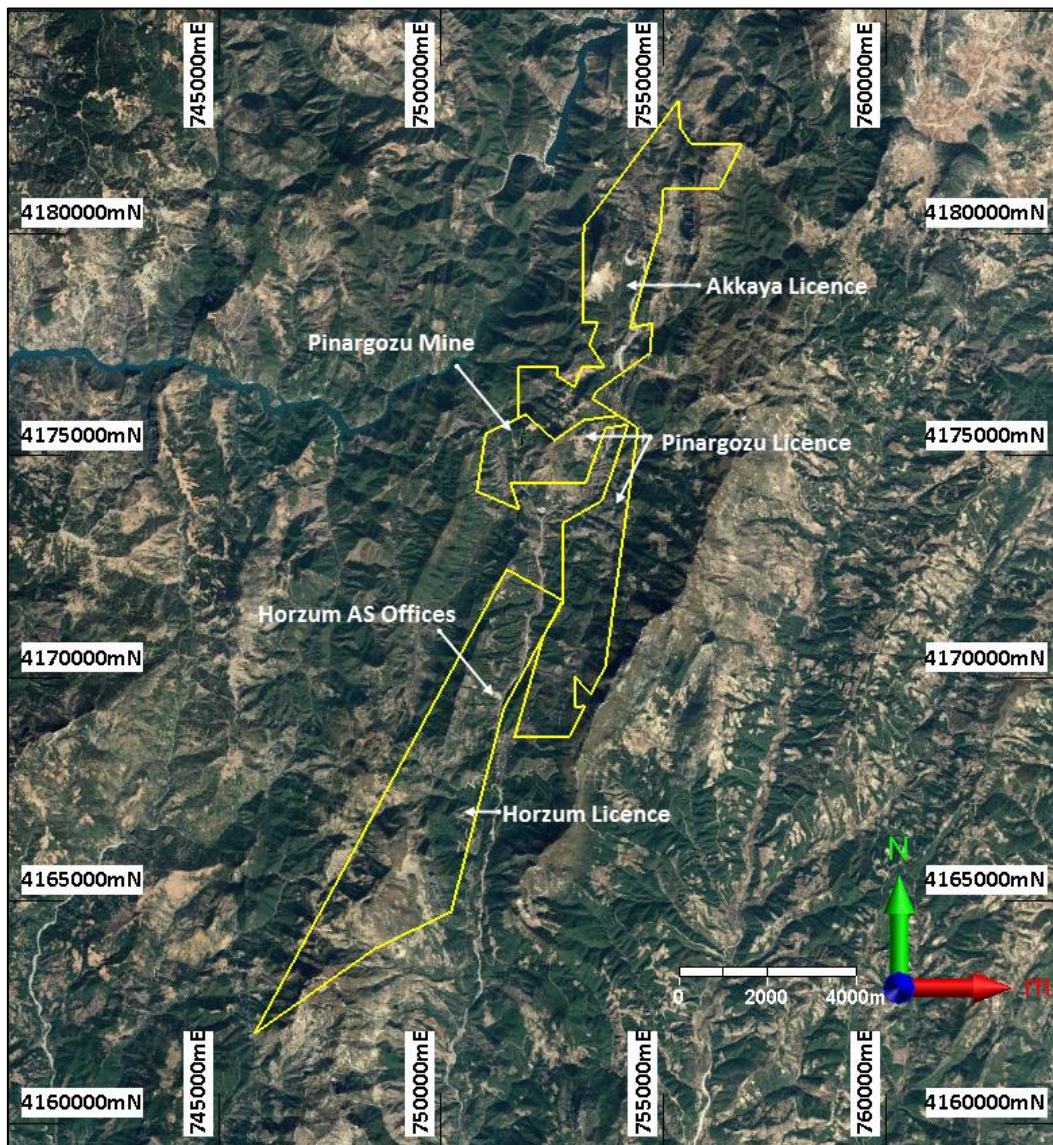 745000mE
750000mE
755000mE
760000mE
4180000mN
4180000mN
Akkaya Licence
Pinargozu Mine
4175000mN
4175000mN
Pinargozu Licence
Horzum AS Offices
4170000mN
4170000mN
Horzum Licence
N
4165000mN
4165000mN
0 2000 4000m
m
745000mE
750000mE
755000mE
760000mE
4160000mN
4160000mN